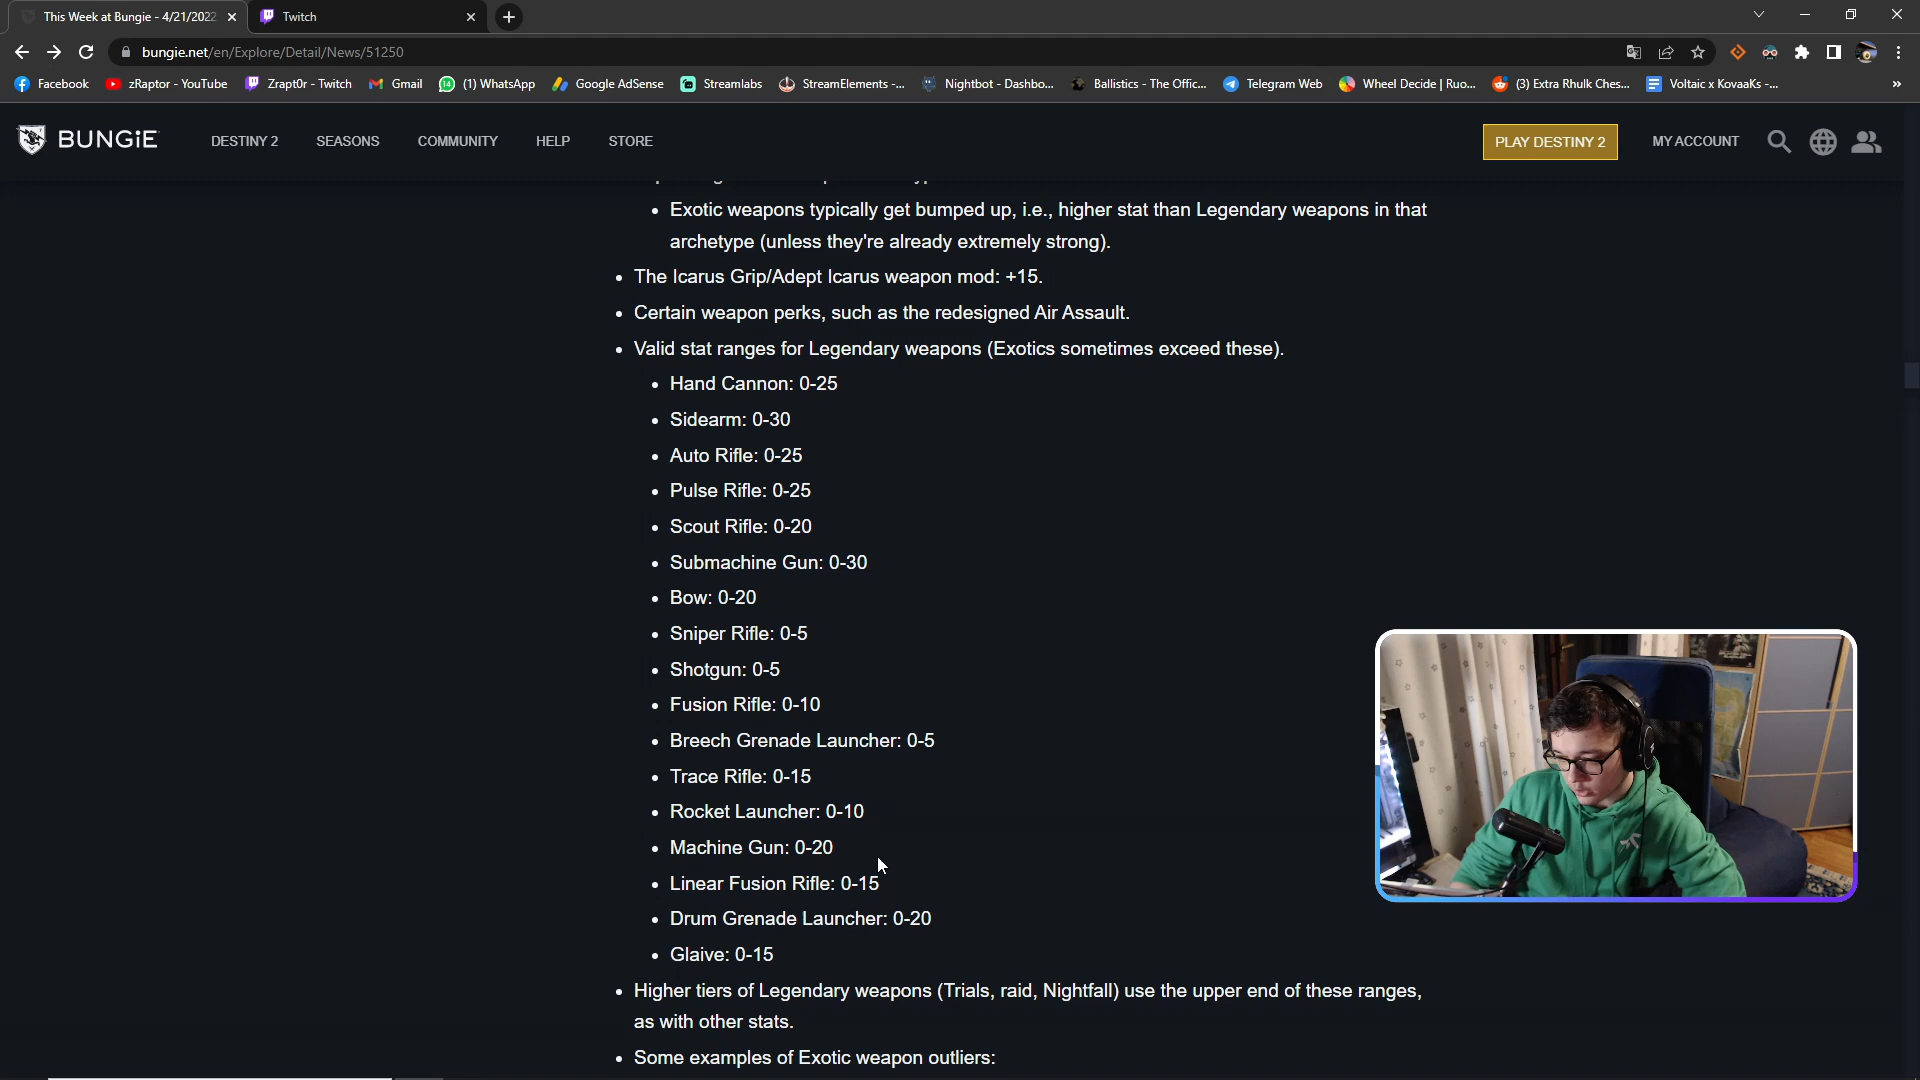 This Week at Bungie - 4/21/2022
Twitch
bungie.net/en/Explore/Detail/News/51250
Facebook
zRaptor - YouTube
Zrapt0r - Twitch
Gmail
(1) WhatsApp
Google AdSense
Streamlabs
StreamElements -...
Nightbot - Dashbo...
Ballistics - The Offic...
Telegram Web
Wheel Decide | Ruo...
(3) Extra Rhulk Ches...
Voltaic x KovaaKs -...
»
BUNGiE
DESTINY 2
SEASONS
COMMUNITY
HELP
STORE
PLAY DESTINY 2
MY ACCOUNT
• Exotic weapons typically get bumped up, i.e., higher stat than Legendary weapons in that
archetype (unless they're already extremely strong).
• The Icarus Grip/Adept Icarus weapon mod: +15.
• Certain weapon perks, such as the redesigned Air Assault.
• Valid stat ranges for Legendary weapons (Exotics sometimes exceed these).
• Hand Cannon: 0-25
• Sidearm: 0-30
• Auto Rifle: 0-25
• Pulse Rifle: 0-25
• Scout Rifle: 0-20
• Submachine Gun: 0-30
• Bow: 0-20
• Sniper Rifle: 0-5
• Shotgun: 0-5
• Fusion Rifle: 0-10
• Breech Grenade Launcher: 0-5
• Trace Rifle: 0-15
• Rocket Launcher: 0-10
• Machine Gun: 0-20
• Linear Fusion Rifle: 0-15
• Drum Grenade Launcher: 0-20
• Glaive: 0-15
• Higher tiers of Legendary weapons (Trials, raid, Nightfall) use the upper end of these ranges,
as with other stats.
• Some examples of Exotic weapon outliers: